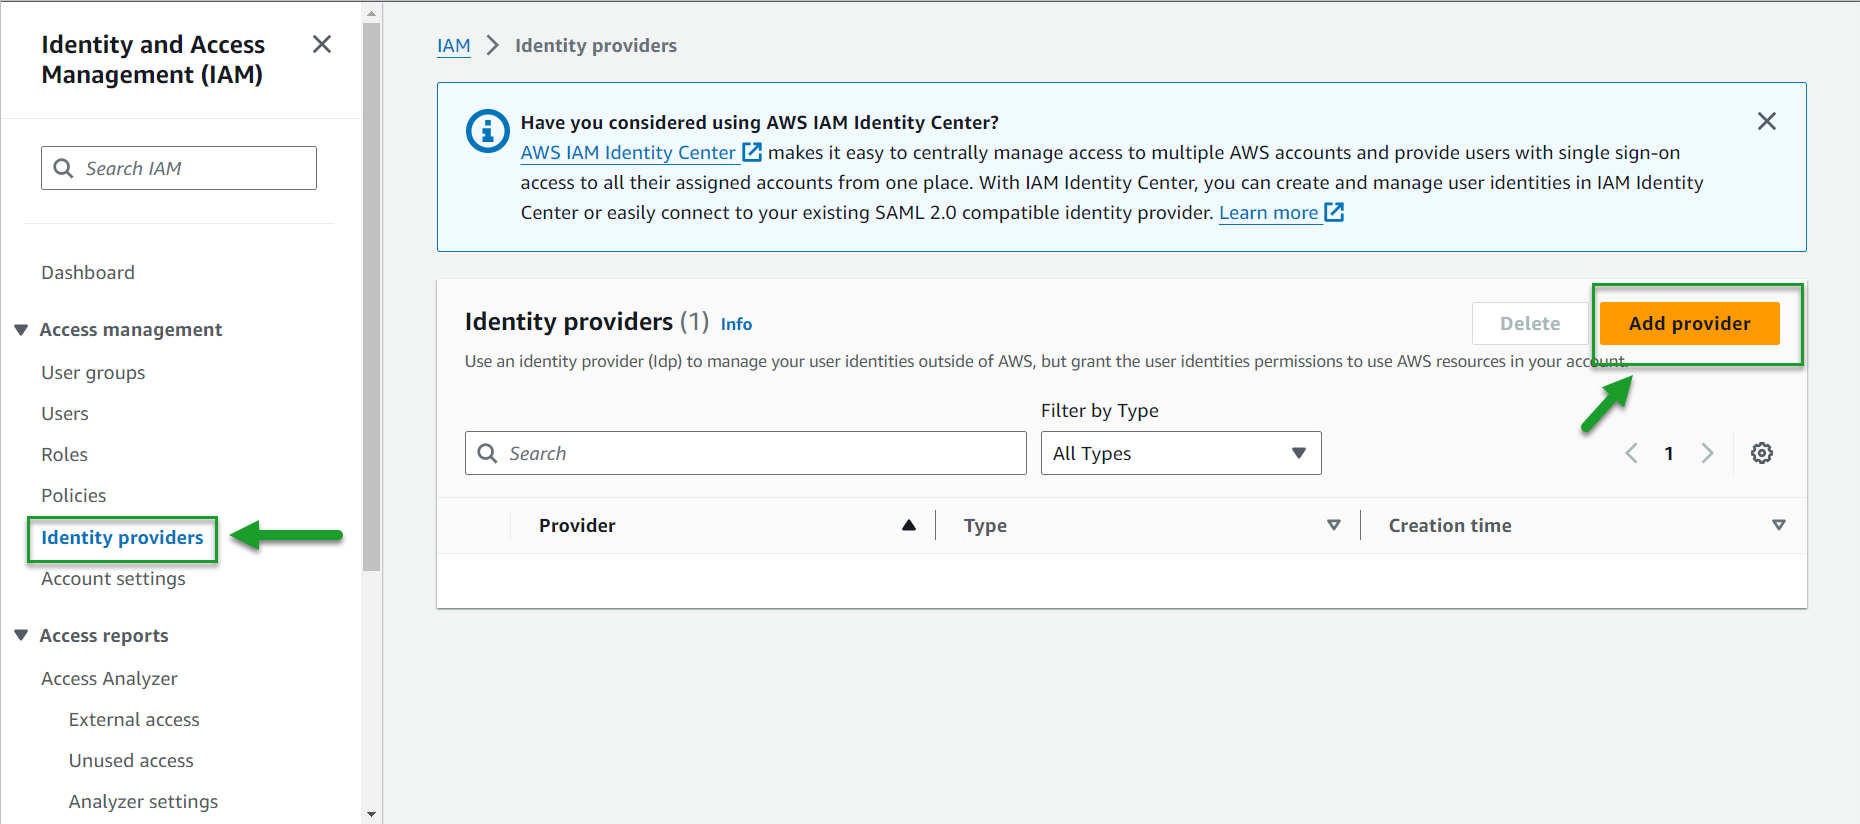 Identity and Access
Management (IAM)
Search IAM
Dashboard
Access management
User groups
Users
Roles
Policies
Identity providers
Account settings
Access reports
Access Analyzer
External access
Unused access
Analyzer settings
IAM > Identity providers
Have you considered using AWS IAM Identity Center?
AWS IAM Identity Center makes it easy to centrally manage access to multiple AWS accounts and provide users with single sign-on
access to all their assigned accounts from one place. With IAM Identity Center, you can create and manage user identities in IAM Identity
Center or easily connect to your existing SAML 2.0 compatible identity provider. Learn more
Identity providers (1) Info
Delete
Add provider
Use an identity provider (Idp) to manage your user identities outside of AWS, but grant the user identities permissions to use AWS resources in your account.
Filter by Type
Search
All Types
1
Provider Type Creation time